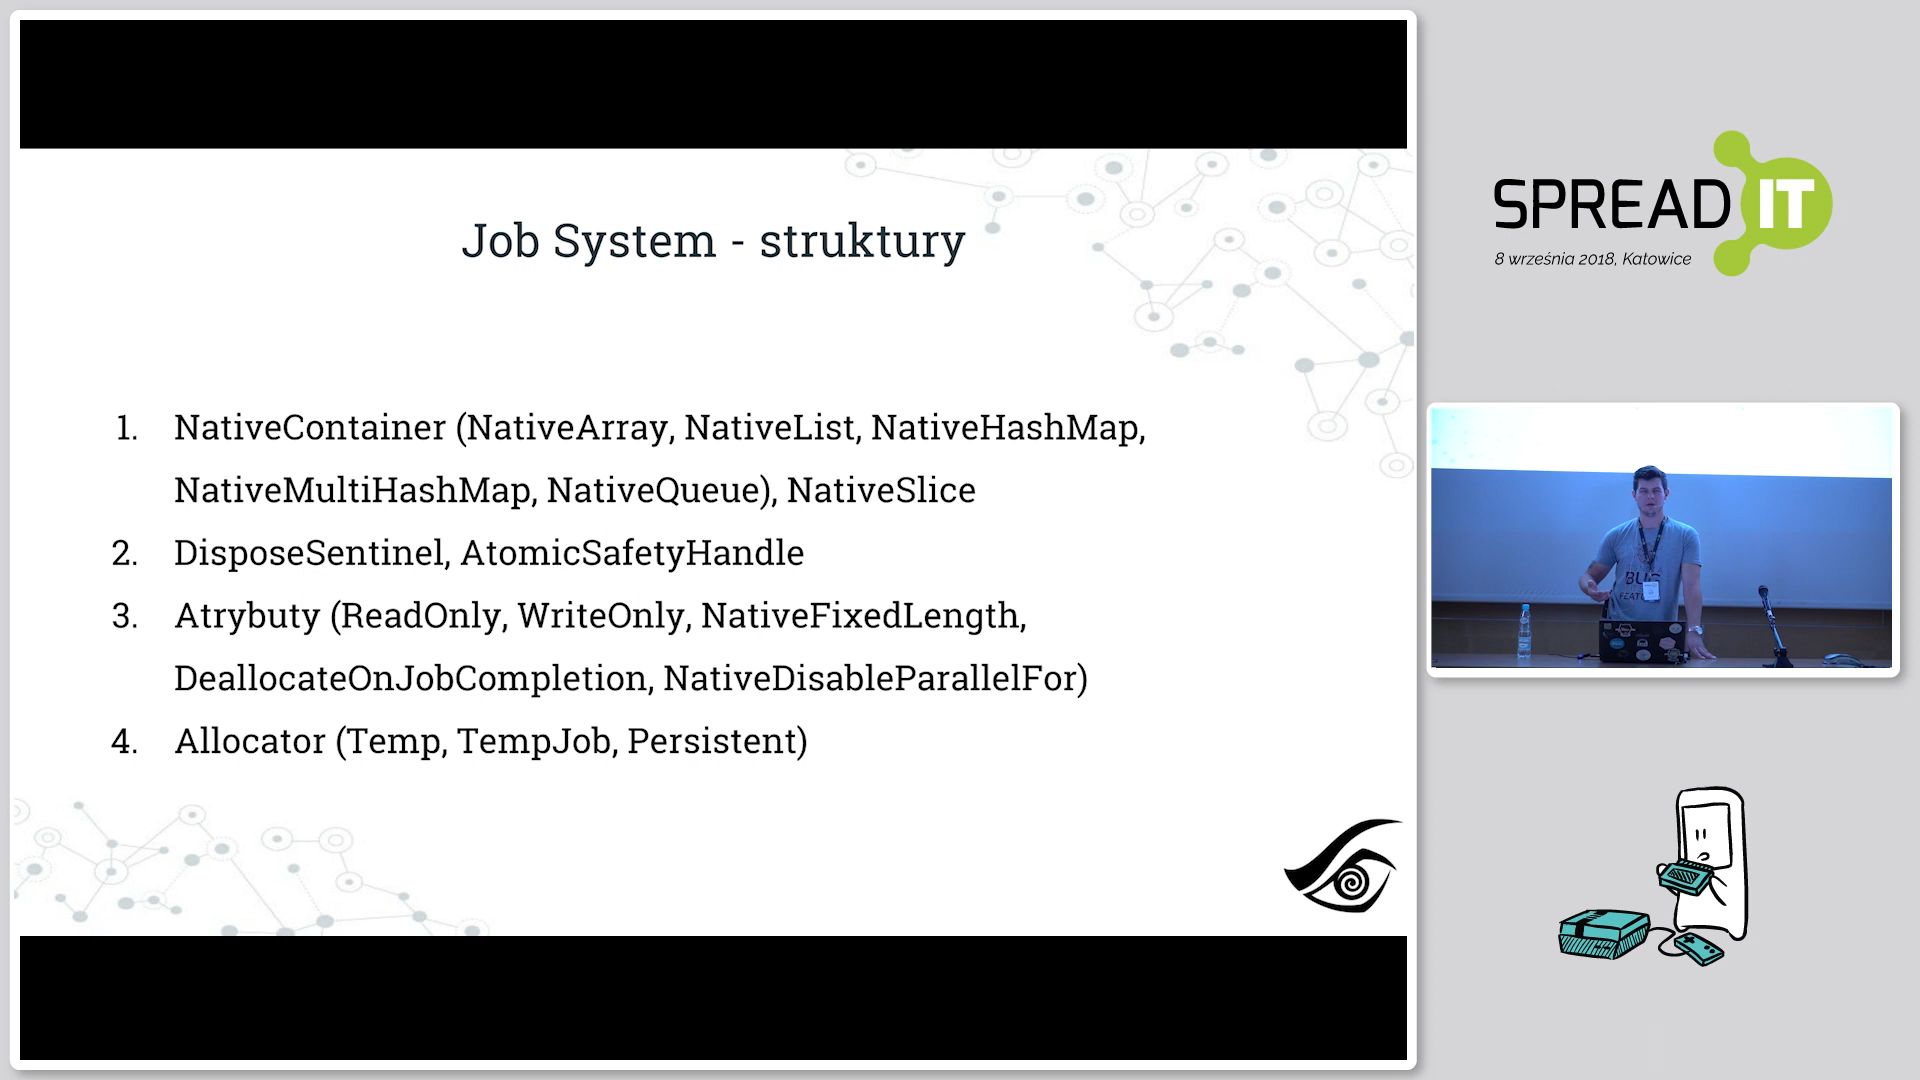 Job System - struktury
1. NativeContainer (NativeArray, NativeList, NativeHashMap,
NativeMultiHashMap, NativeQueue), NativeSlice
2. DisposeSentinel, AtomicSafetyHandle
3. Atrybuty (ReadOnly, WriteOnly, NativeFixedLength,
DeallocateOnJobCompletion, NativeDisableParallelFor)
4. Allocator (Temp, TempJob, Persistent)
SPREAD IT
8 września 2018, Katowice